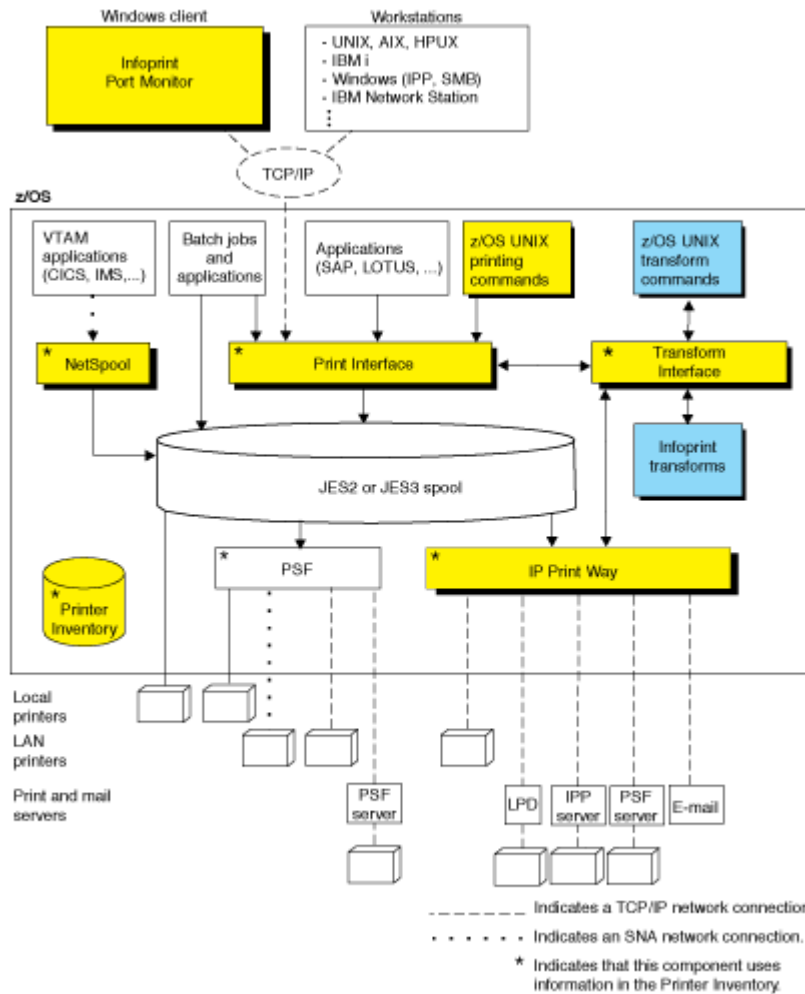 Windows client
Workstations
Infoprint
Port Monitor
- UNIX, AIX, HPUX
- IBM i
- Windows (IPP, SMB)
- IBM Network Station
TCP/IP
z/OS
VTAM
applications
(CICS, IMS,...)
Batch jobs
and
applications
Applications
(SAP, LOTUS, ...)
z/OS UNIX
printing
commands
z/OS UNIX
transform
commands
* NetSpool
* Print Interface
* Transform
Interface
Infoprint
transforms
JES2 or JES3 spool
* PSF
* IP Print Way
* Printer
Inventory
Local
printers
LAN
printers
Print and mail
servers
PSF
server
LPD
IPP
server
PSF
server
E-mail
Indicates a TCP/IP network connection
Indicates an SNA network connection.
* Indicates that this component uses
information in the Printer Inventory.